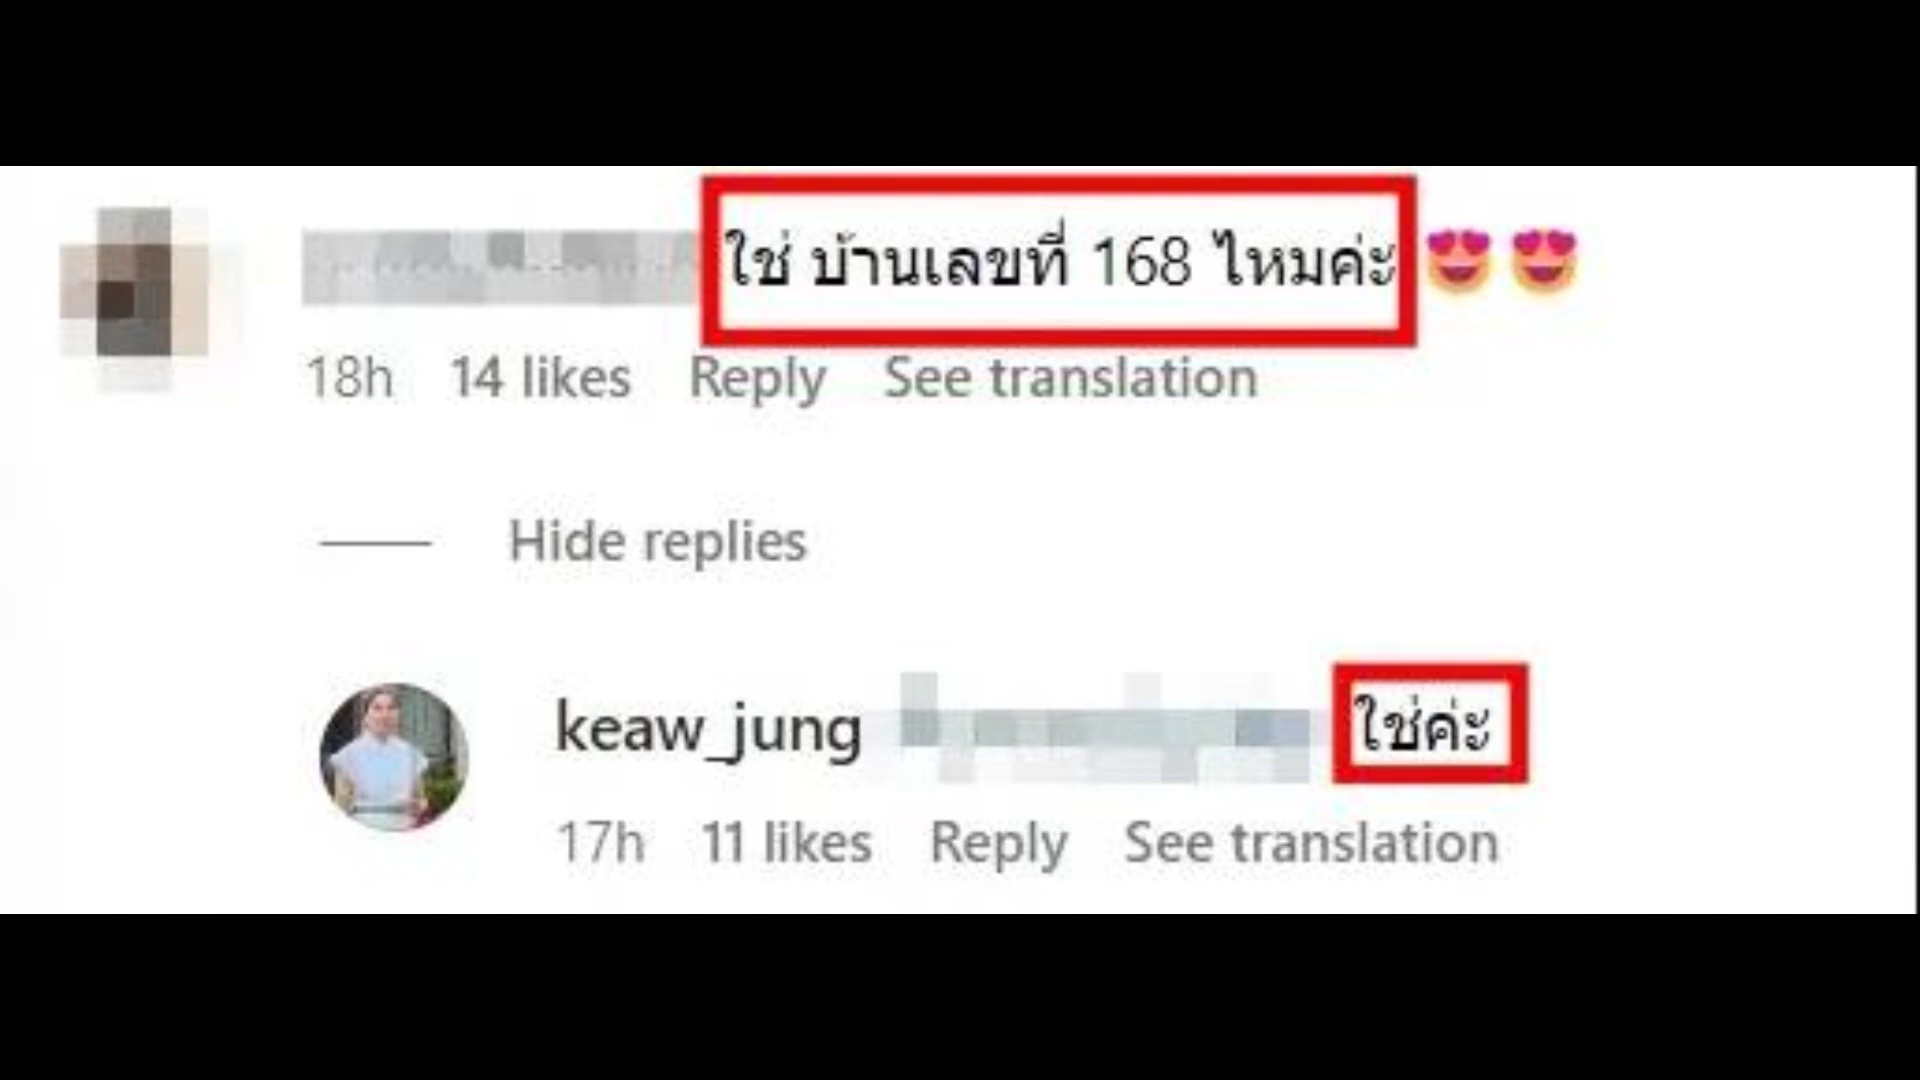 ใช่ บ้านเลขที่ 168 ไหมค่ะ 😍😍
18h 14 likes Reply See translation
Hide replies
keaw_jung ใช่ค่ะ
17h 11 likes Reply See translation